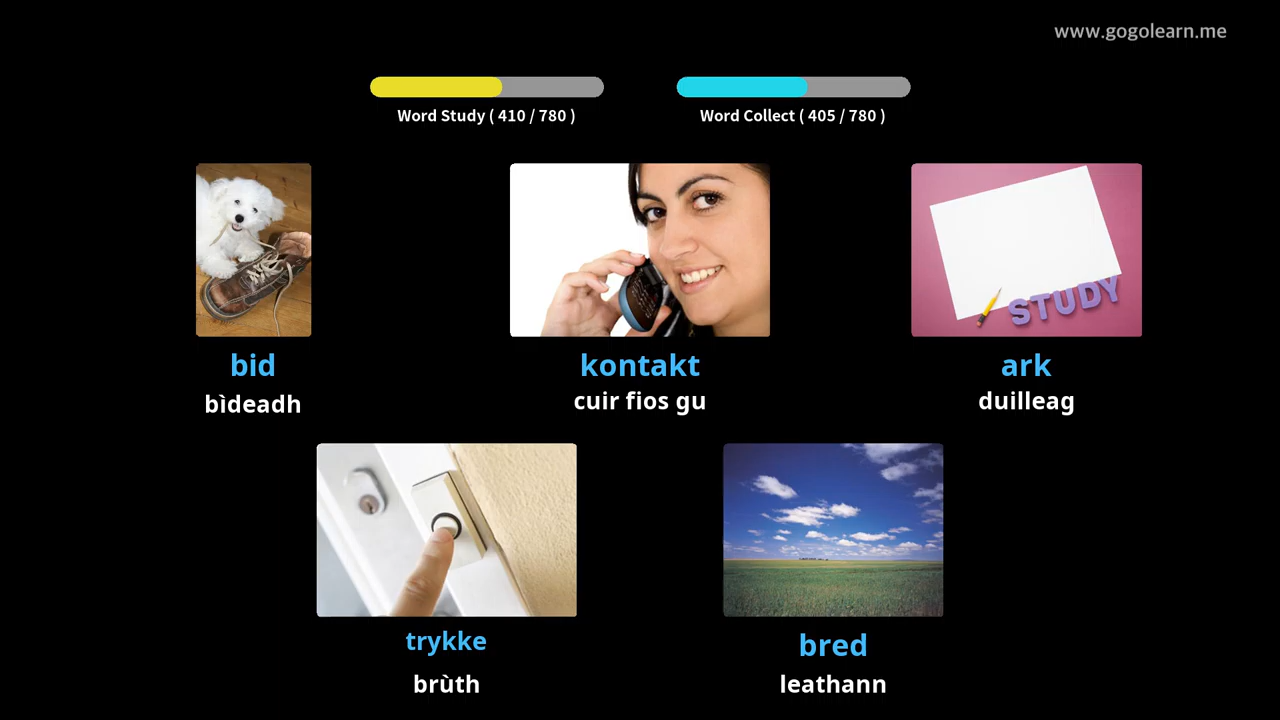 www.gogolearn.me
Word Study ( 410 / 780 )
Word Collect ( 405 / 780 )
STUDY
bid
kontakt
ark
bìdeadh
cuir fios gu
duilleag
trykke
bred
brùth
leathann